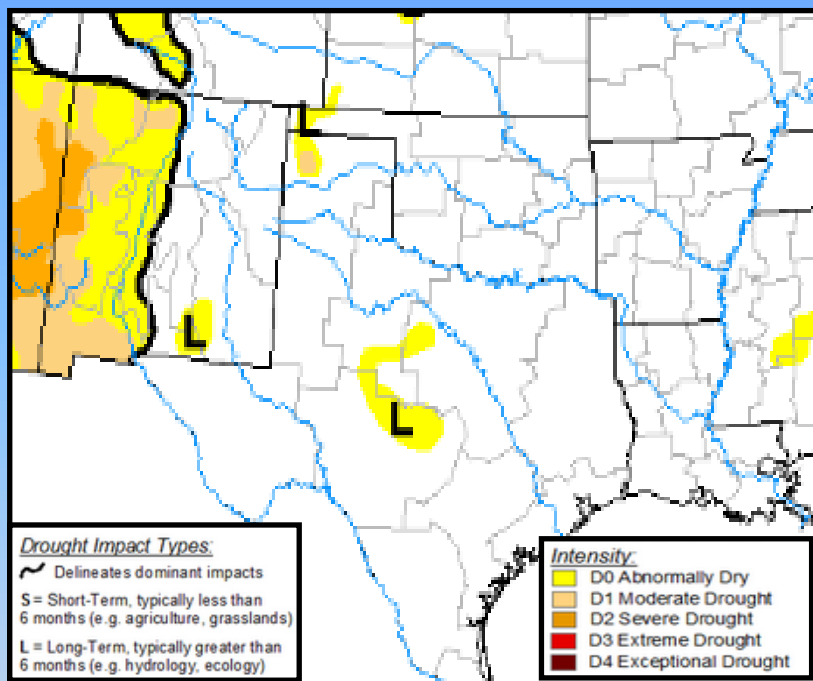 L
L
L
Drought Impact Types:
Delineates dominant impacts
S = Short-Term, typically less than
6 months (e.g. agriculture, grasslands)
L = Long-Term, typically greater than
6 months (e.g. hydrology, ecology)
Intensity:
D0 Abnormally Dry
D1 Moderate Drought
D2 Severe Drought
D3 Extreme Drought
D4 Exceptional Drought